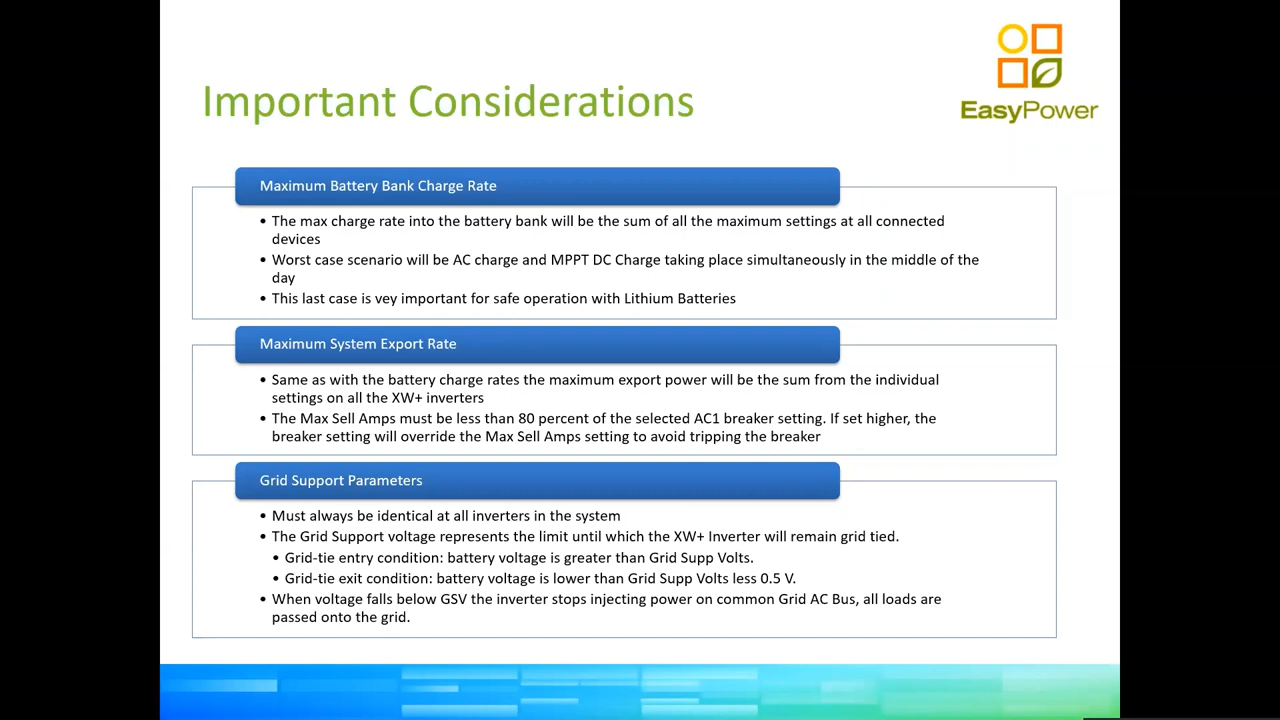 Important Considerations
EasyPower
Maximum Battery Bank Charge Rate
• The max charge rate into the battery bank will be the sum of all the maximum settings at all connected
devices
• Worst case scenario will be AC charge and MPPT DC Charge taking place simultaneously in the middle of the
day
• This last case is vey important for safe operation with Lithium Batteries
Maximum System Export Rate
• Same as with the battery charge rates the maximum export power will be the sum from the individual
settings on all the XW+ inverters
• The Max Sell Amps must be less than 80 percent of the selected AC1 breaker setting. If set higher, the
breaker setting will override the Max Sell Amps setting to avoid tripping the breaker
Grid Support Parameters
• Must always be identical at all inverters in the system
• The Grid Support voltage represents the limit until which the XW+ Inverter will remain grid tied.
• Grid-tie entry condition: battery voltage is greater than Grid Supp Volts.
• Grid-tie exit condition: battery voltage is lower than Grid Supp Volts less 0.5 V.
• When voltage falls below GSV the inverter stops injecting power on common Grid AC Bus, all loads are
passed onto the grid.